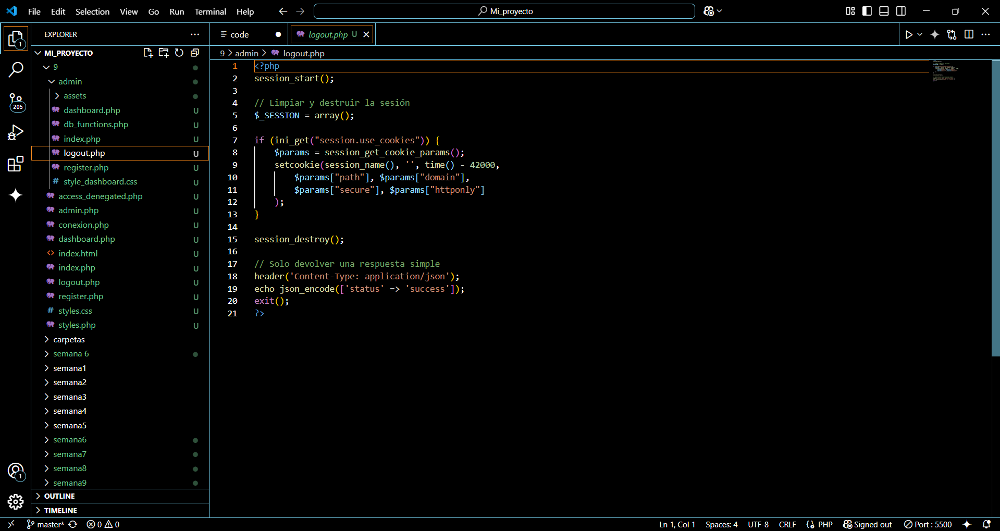 File Edit Selection View Go Run Terminal Help
Mi_proyecto
EXPLORER
MI_PROYECTO
9
admin
assets
dashboard.php U
db_functions.php U
index.php U
logout.php U
register.php U
# style_dashboard.css U
access_denegated.php U
admin.php U
conexion.php U
dashboard.php U
<> index.html U
index.php U
logout.php U
register.php U
# styles.css U
styles.php U
carpetas
semana 6
semana1
semana2
semana3
semana4
semana5
semana6
semana7
semana8
semana9
OUTLINE
TIMELINE
1
205
1
code
logout.php U
9 > admin > logout.php
1 <?php
2 session_start();
3
4 // Limpiar y destruir la sesión
5 $_SESSION = array();
6
7 if (ini_get("session.use_cookies")) {
8 $params = session_get_cookie_params();
9 setcookie(session_name(), '', time() - 42000,
10 $params["path"], $params["domain"],
11 $params["secure"], $params["httponly"]
12 );
13 }
14
15 session_destroy();
16
17 // Solo devolver una respuesta simple
18 header('Content-Type: application/json');
19 echo json_encode(['status' => 'success']);
20 exit();
21 ?>
master* 0 0
Ln 1, Col 1 Spaces: 4 UTF-8 CRLF PHP Signed out Port : 5500